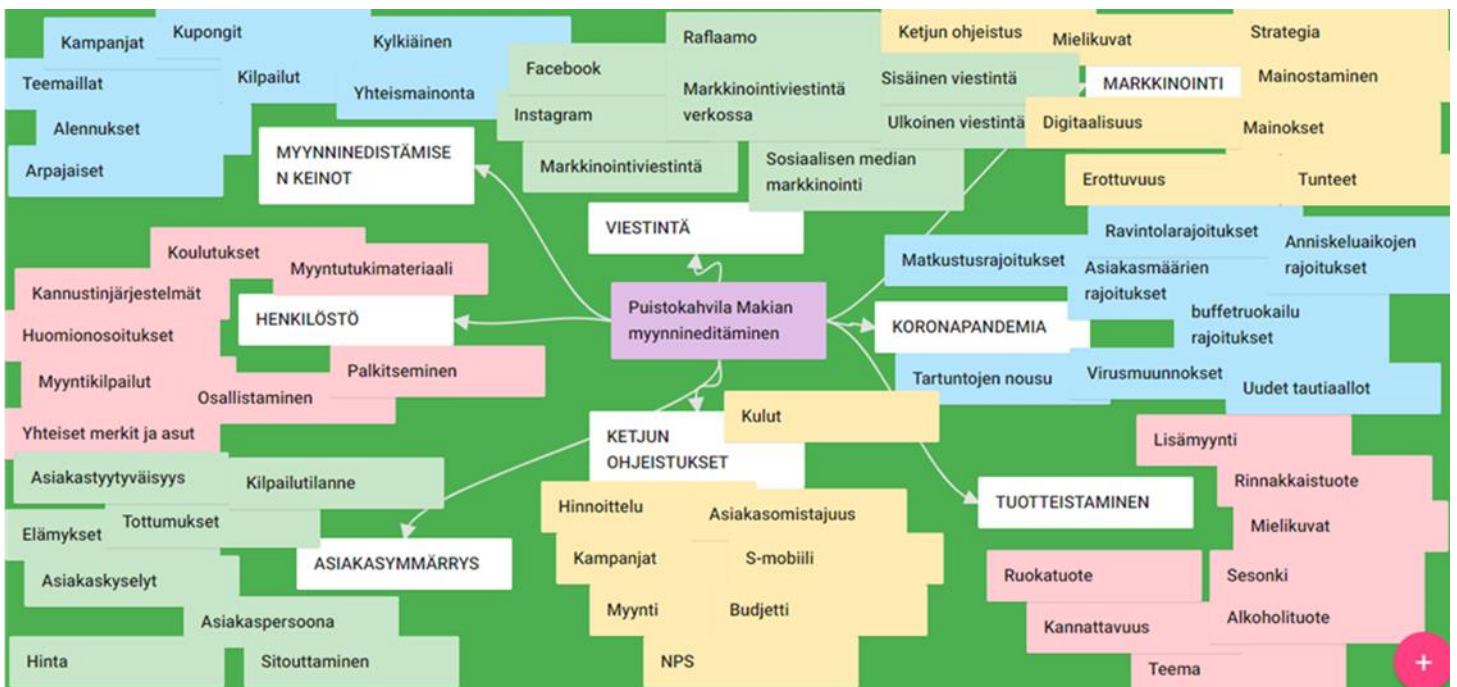 Kampanjat
Kupongit
Kylkiäinen
Teemaillat
Kilpailut
Yhteismainonta
Alennukset
Arpajaiset
MYYNNINEDISTÄMISE
N KEINOT
Facebook
Raflaamo
Instagram
Markkinointiviestintä
verkossa
Sisäinen viestintä
Ulkoinen viestintä
Markkinointiviestintä
Sosiaalisen median
markkinointi
VIESTINTÄ
Ketjun ohjeistus
Mielikuvat
Strategia
MARKKINOINTI
Mainostaminen
Digitaalisuus
Mainokset
Erottuvuus
Tunteet
Koulutukset
Myyntutukimateriaali
Kannustinjärjestelmät
HENKILÖSTÖ
Huomionosoitukset
Myyntikilpailut
Palkitseminen
Osallistaminen
Yhteiset merkit ja asut
Puistokahvila Makian
myynnineditäminen
Ravintolarajoitukset
Anniskeluaikojen
rajoitukset
Matkustusrajoitukset
Asiakasmäärien
rajoitukset
buffetruokailu
rajoitukset
KORONAPANDEMIA
Tartuntojen nousu
Virusmuunnokset
Uudet tautiaallot
Asiakastyytyväisyys
Kilpailutilanne
Elämykset
Tottumukset
ASIAKASYMMÄRRYS
Asiakaskyselyt
Asiakaspersoona
Hinta
Sitouttaminen
Kulut
KETJUN
OHJEISTUKSET
Hinnoittelu
Asiakasomistajuus
Kampanjat
S-mobiili
Myynti
Budjetti
NPS
Lisämyynti
Rinnakkaistuote
TUOTTEISTAMINEN
Mielikuvat
Ruokatuote
Sesonki
Kannattavuus
Alkoholituote
Teema
+